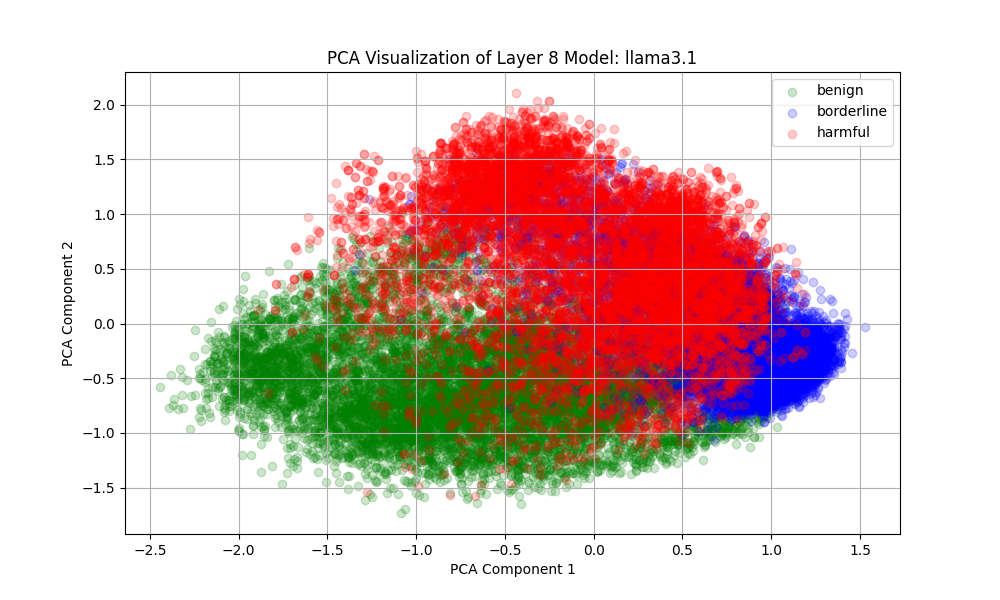 PCA Visualization of Layer 8 Model: llama3.1
benign
borderline
harmful
2.0
1.5
1.0
0.5
0.0
−0.5
−1.0
−1.5
PCA Component 2
−2.5 −2.0 −1.5 −1.0 −0.5 0.0 0.5 1.0 1.5
PCA Component 1